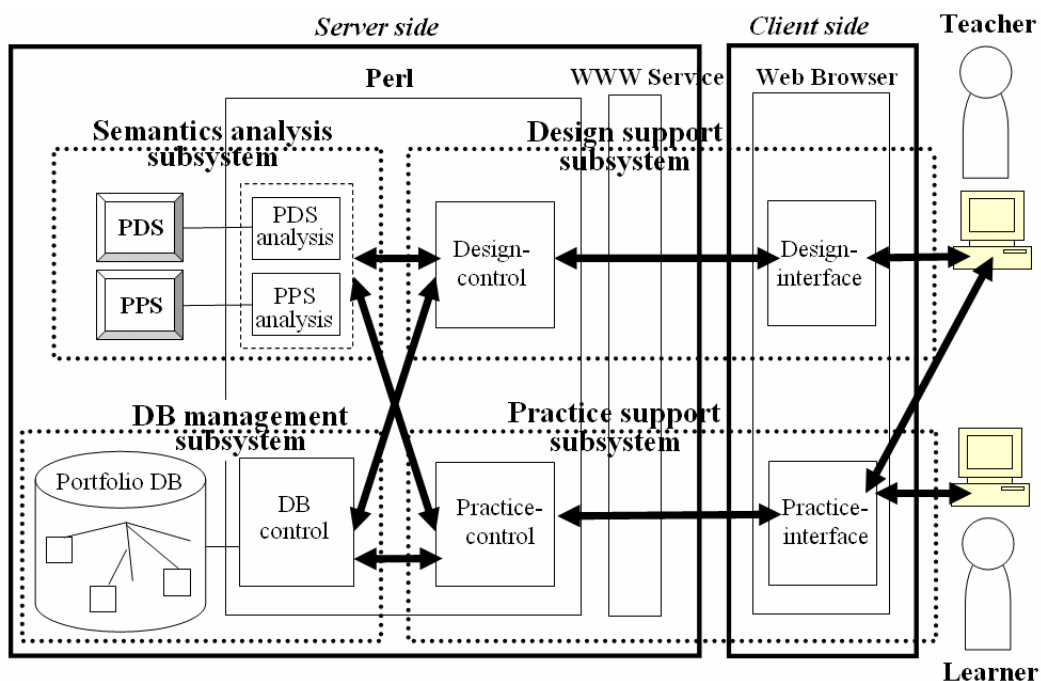 Server side
Client side
Teacher
Perl
WWW Service
Web Browser
Semantics analysis
subsystem
Design support
subsystem
PDS
PDS
analysis
Design-
control
Design-
interface
PPS
PPS
analysis
DB management
subsystem
Practice support
subsystem
Portfolio DB
DB
control
Practice-
control
Practice-
interface
Learner